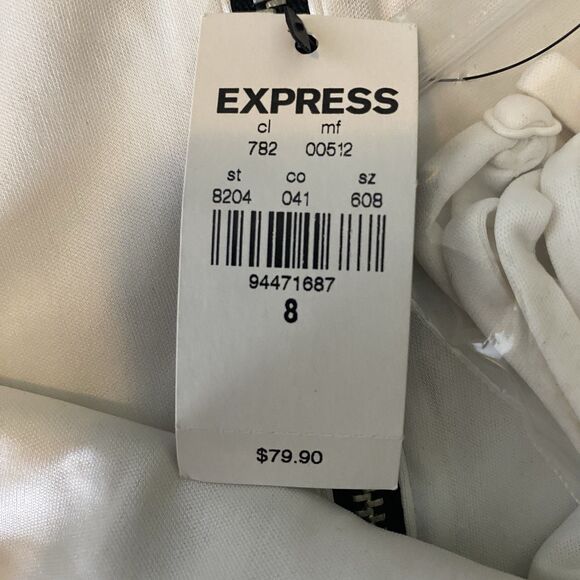 EXPRESS
cl mf
782 00512
st co sz
8204 041 608
94471687
8
$79.90